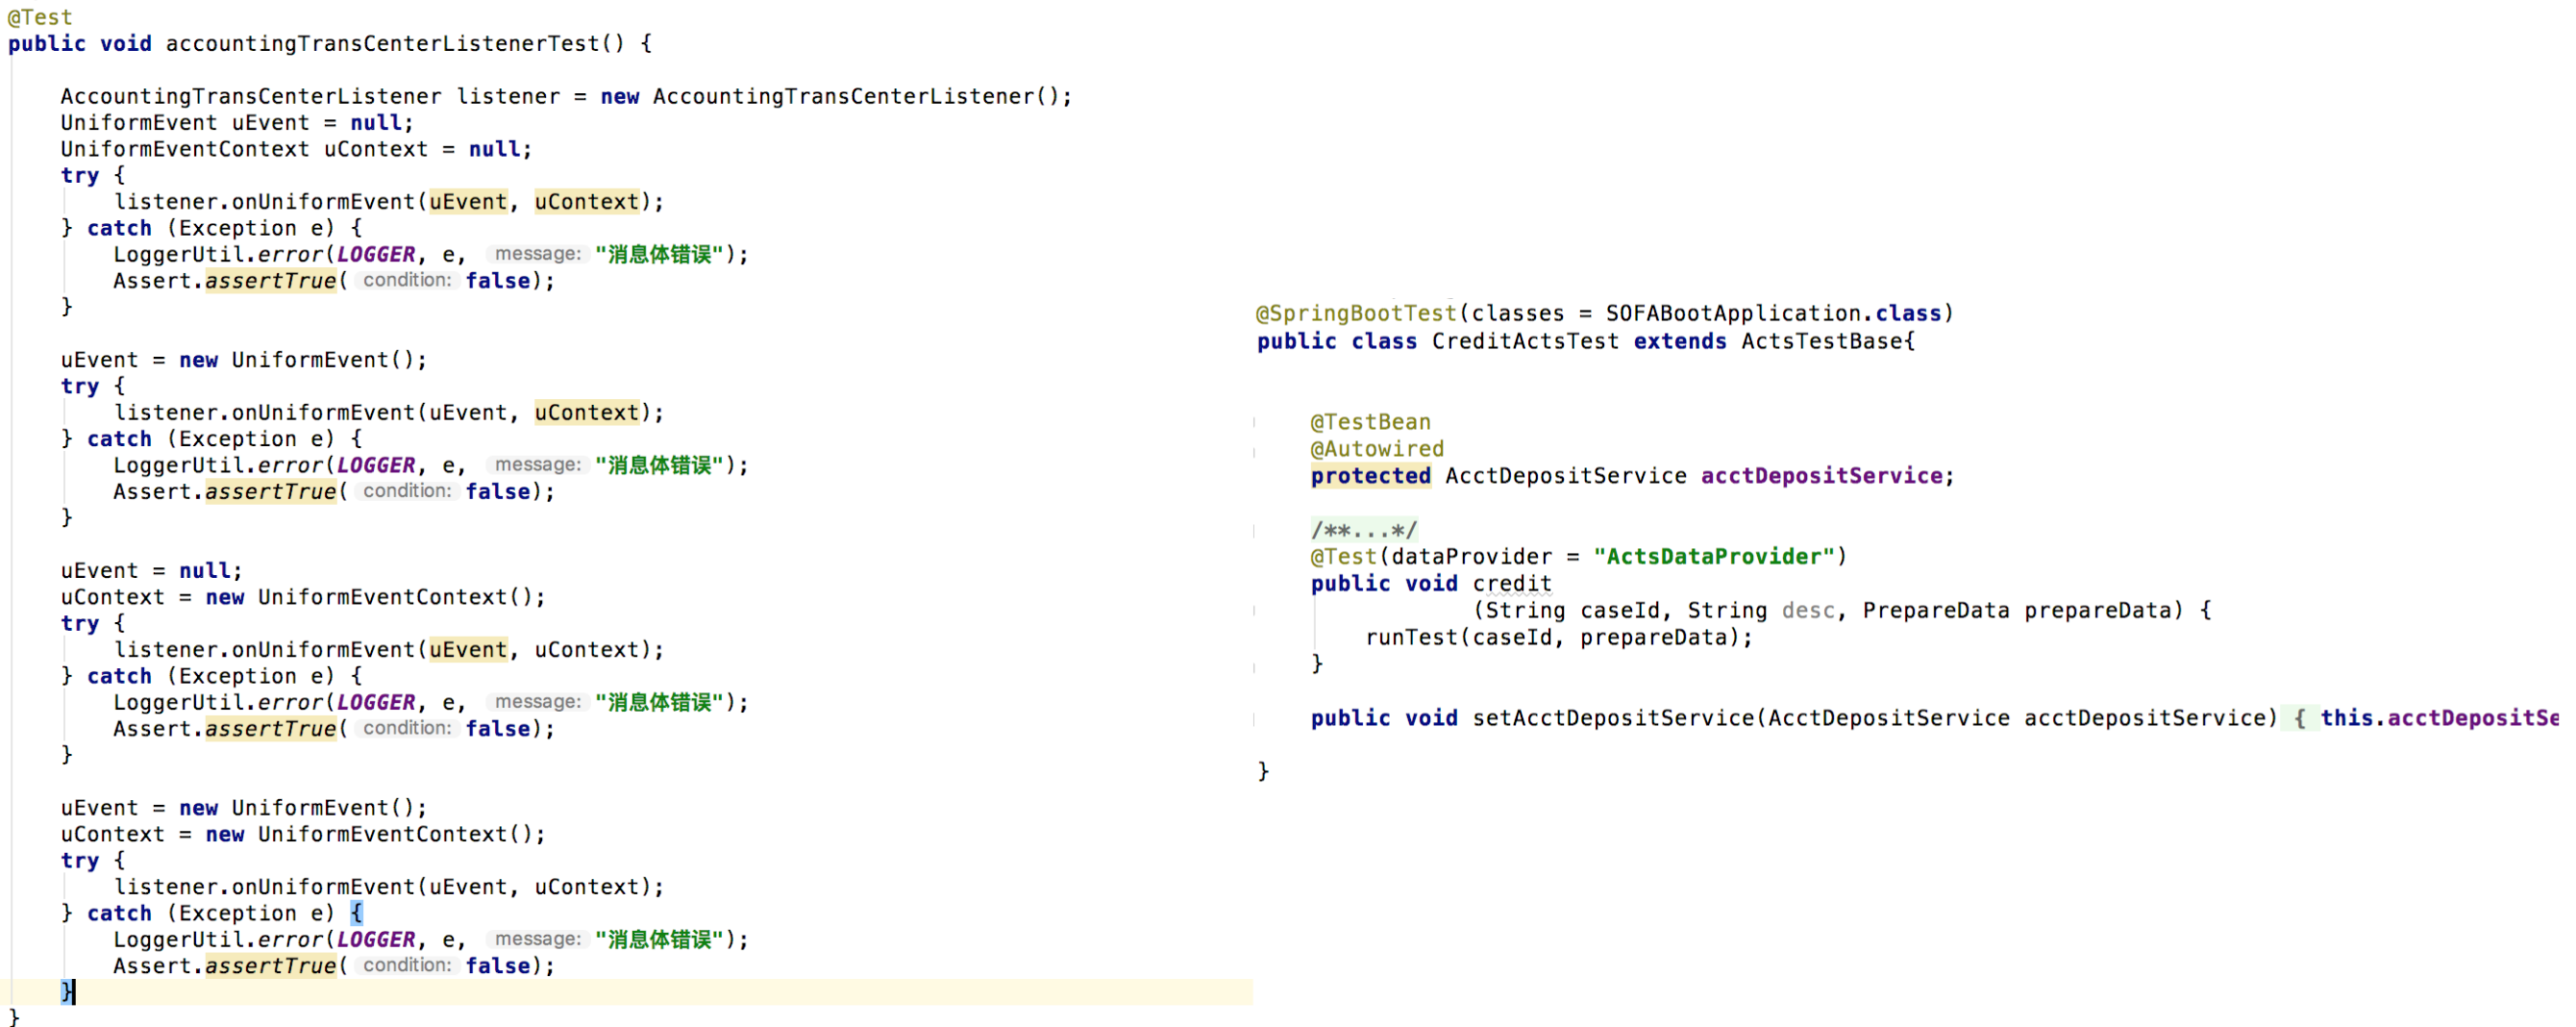 @Test
public void accountingTransCenterListenerTest() {
AccountingTransCenterListener listener = new AccountingTransCenterListener();
UniformEvent uEvent = null;
UniformEventContext uContext = null;
try {
listener.onUniformEvent(uEvent, uContext);
} catch (Exception e) {
LoggerUtil.error(LOGGER, e, message: "消息体错误");
Assert.assertTrue( condition: false);
}
uEvent = new UniformEvent();
try {
listener.onUniformEvent(uEvent, uContext);
} catch (Exception e) {
LoggerUtil.error(LOGGER, e, message: "消息体错误");
Assert.assertTrue( condition: false);
}
uEvent = null;
uContext = new UniformEventContext();
try {
listener.onUniformEvent(uEvent, uContext);
} catch (Exception e) {
LoggerUtil.error(LOGGER, e, message: "消息体错误");
Assert.assertTrue( condition: false);
}
uEvent = new UniformEvent();
uContext = new UniformEventContext();
try {
listener.onUniformEvent(uEvent, uContext);
} catch (Exception e) {
LoggerUtil.error(LOGGER, e, message: "消息体错误");
Assert.assertTrue( condition: false);
}
}
@SpringBootTest(classes = SOFABootApplication.class)
public class CreditActsTest extends ActsTestBase{
@TestBean
@Autowired
protected AcctDepositService acctDepositService;
/**...*/
@Test(dataProvider = "ActsDataProvider")
public void credit
(String caseId, String desc, PrepareData prepareData) {
runTest(caseId, prepareData);
}
public void setAcctDepositService(AcctDepositService acctDepositService) { this.acctDepositSe
}